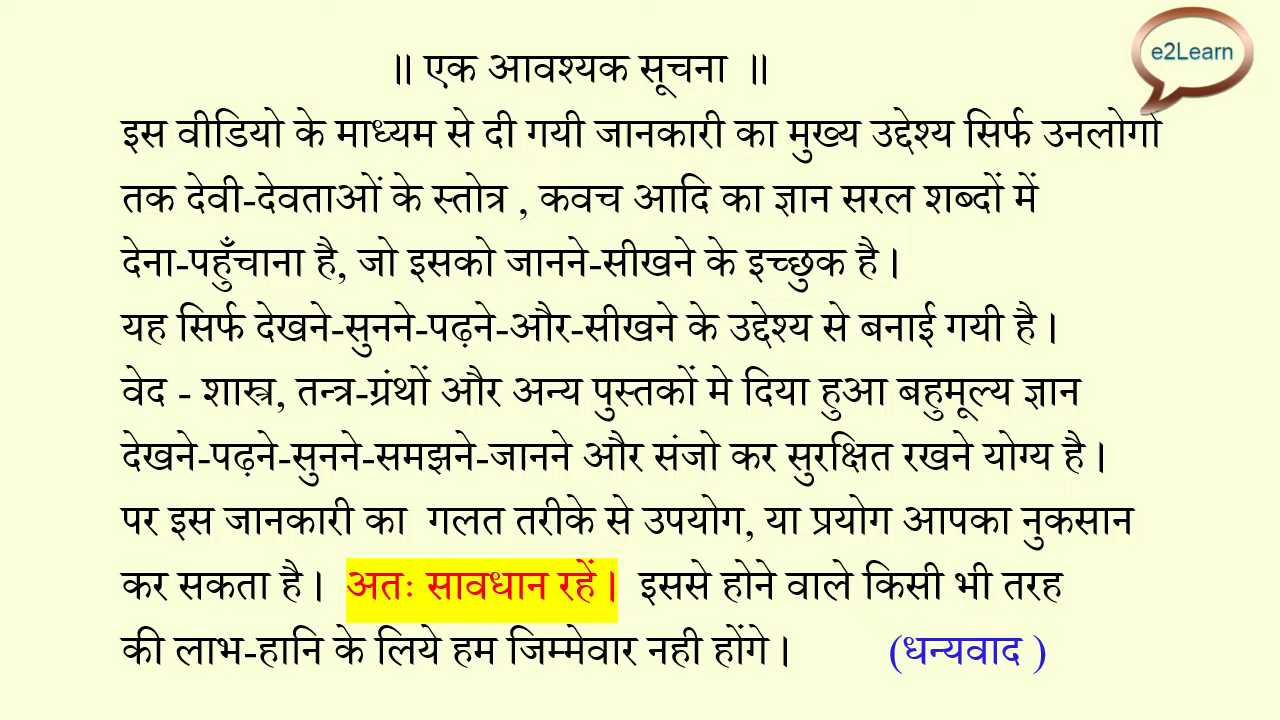 ॥ एक आवश्यक सूचना ॥
e2Learn
इस वीडियो के माध्यम से दी गयी जानकारी का मुख्य उद्देश्य सिर्फ उनलोगो
तक देवी-देवताओं के स्तोत्र , कवच आदि का ज्ञान सरल शब्दों में
देना-पहुँचाना है, जो इसको जानने-सीखने के इच्छुक है।
यह सिर्फ देखने-सुनने-पढ़ने-और-सीखने के उद्देश्य से बनाई गयी है।
वेद - शास्त्र, तन्त्र-ग्रंथों और अन्य पुस्तकों मे दिया हुआ बहुमूल्य ज्ञान
देखने-पढ़ने-सुनने-समझने-जानने और संजो कर सुरक्षित रखने योग्य है।
पर इस जानकारी का गलत तरीके से उपयोग, या प्रयोग आपका नुकसान
कर सकता है। अतः सावधान रहें। इससे होने वाले किसी भी तरह
की लाभ-हानि के लिये हम जिम्मेवार नही होंगे। (धन्यवाद )